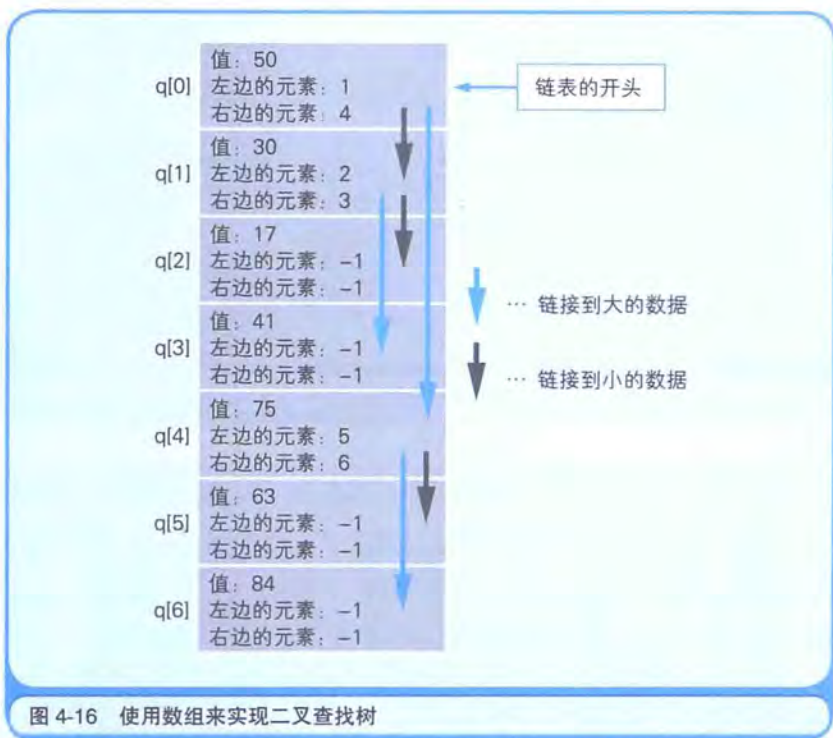 值：50
q[0] 左边的元素：1
右边的元素：4
链表的开头
值：30
q[1] 左边的元素：2
右边的元素：3
值：17
q[2] 左边的元素：-1
右边的元素：-1
值：41
q[3] 左边的元素：-1
右边的元素：-1
… 链接到大的数据
… 链接到小的数据
值：75
q[4] 左边的元素：5
右边的元素：6
值：63
q[5] 左边的元素：-1
右边的元素：-1
值：84
q[6] 左边的元素：-1
右边的元素：-1
图 4-16 使用数组来实现二叉查找树